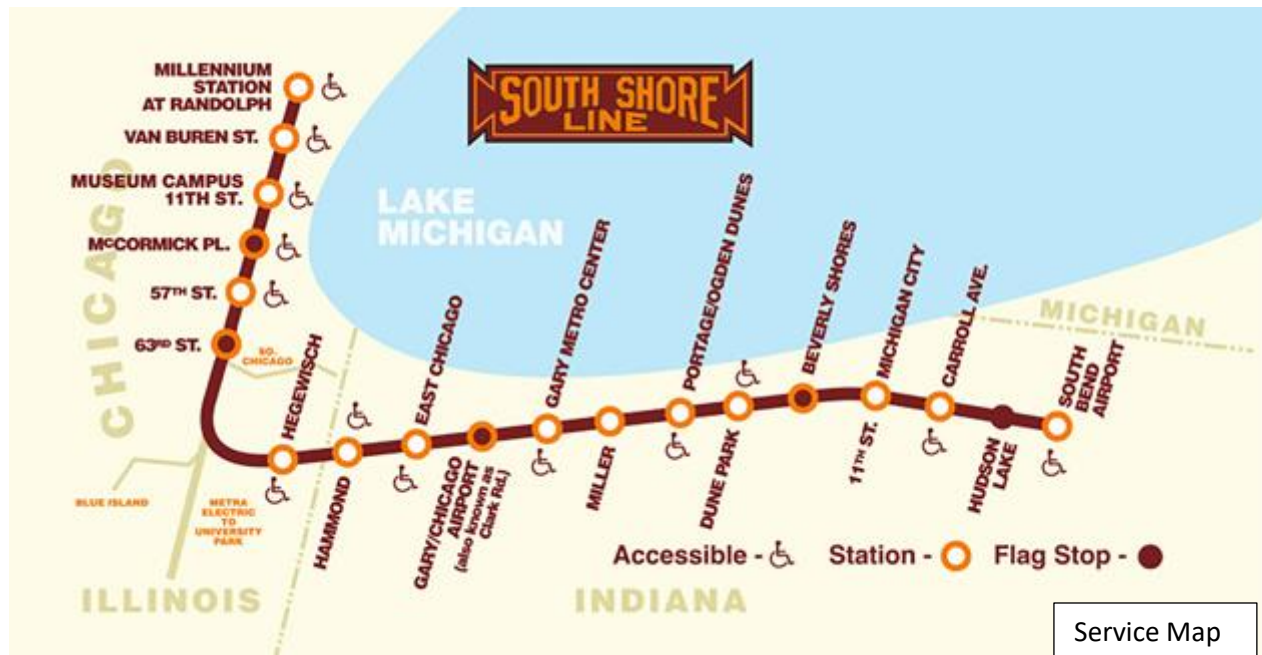 MILLENNIUM
STATION
AT RANDOLPH
VAN BUREN ST.
MUSEUM CAMPUS
11TH ST.
MCCORMICK PL.
57TH ST.
63RD ST.
CHICAGO
SOUTH SHORE
LINE
LAKE
MICHIGAN
SO.
CHICAGO
BLUE ISLAND
METRA
ELECTRIC
TO
UNIVERSITY
PARK
HEGEWISCH
HAMMOND
EAST CHICAGO
GARY/CHICAGO
AIRPORT
(also known as
Clark Rd.)
GARY METRO CENTER
MILLER
PORTAGE/OGDEN DUNES
DUNE PARK
BEVERLY SHORES
MICHIGAN CITY
11TH ST.
CARROLL AVE.
HUDSON
LAKE
SOUTH
BEND
AIRPORT
MICHIGAN
Accessible - Station - Flag Stop -
ILLINOIS
INDIANA
Service Map